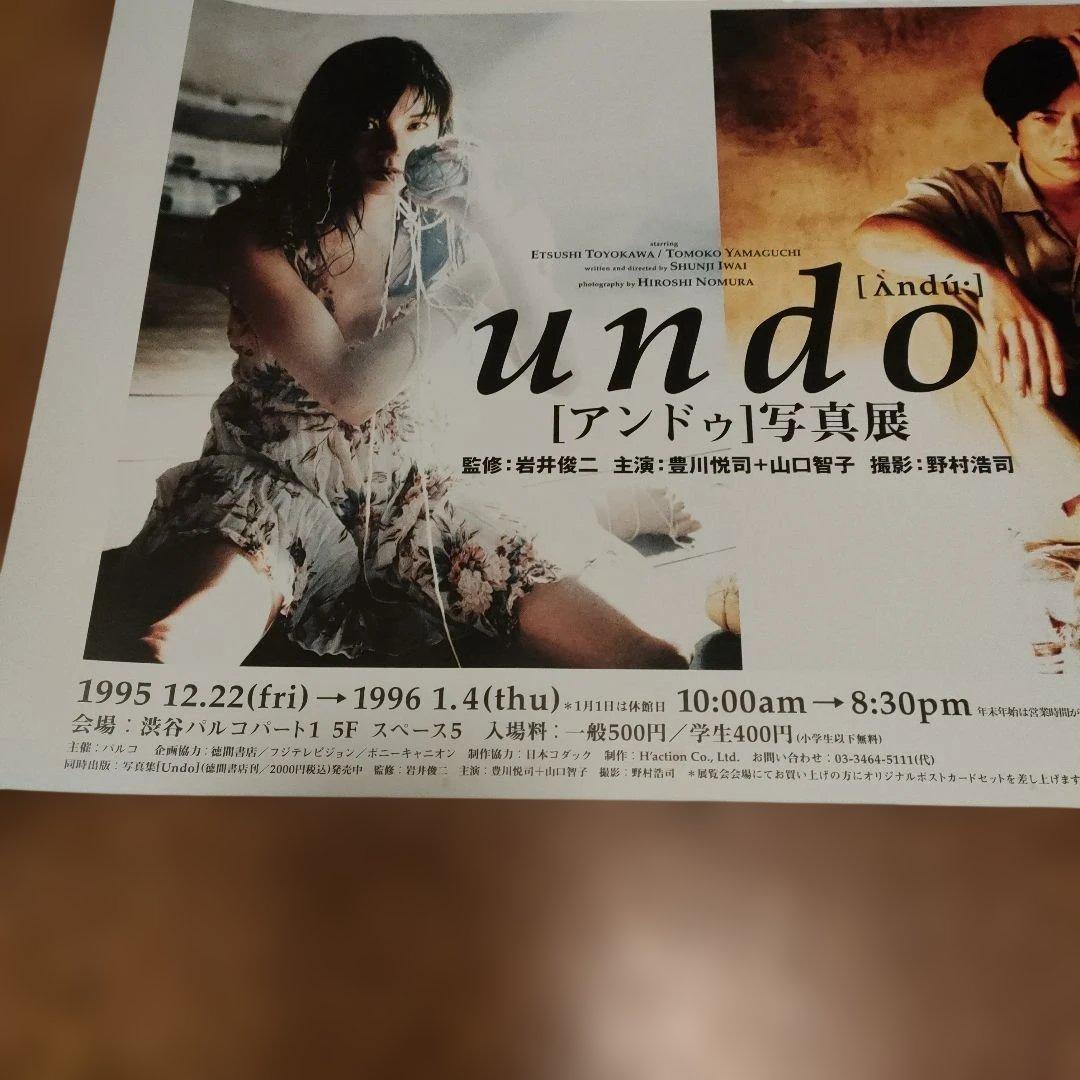 starring
ETSUSHI TOYOKAWA / TOMOKO YAMAGUCHI
written and directed by SHUNJI IWAI
photography by HIROSHI NOMURA
undo [Àndú·]
[アンドゥ]写真展
監修：岩井俊二 主演：豊川悦司＋山口智子 撮影：野村浩司
1995 12.22(fri)→1996 1.4(thu)＊1月1日は休館日 10:00am→8:30pm 年末年始は営業時間が
会場：渋谷パルコパート1 5F スペース5 入場料：一般500円／学生400円(小学生以下無料)
主催：パルコ 企画協力：徳間書店／フジテレビジョン／ポニーキャニオン 制作協力：日本コダック 制作：H'action Co., Ltd. お問い合わせ：03-3464-5111(代)
同時出版：写真集『Undo』(徳間書店刊／2000円税込)発売中 監修：岩井俊二 主演：豊川悦司＋山口智子 撮影：野村浩司 ＊展覧会会場にてお買い上げの方にオリジナルポストカードセットを差し上げます